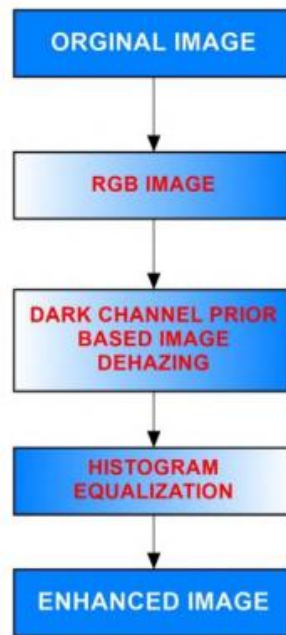 ORGINAL IMAGE
RGB IMAGE
DARK CHANNEL PRIOR
BASED IMAGE
DEHAZING
HISTOGRAM
EQUALIZATION
ENHANCED IMAGE